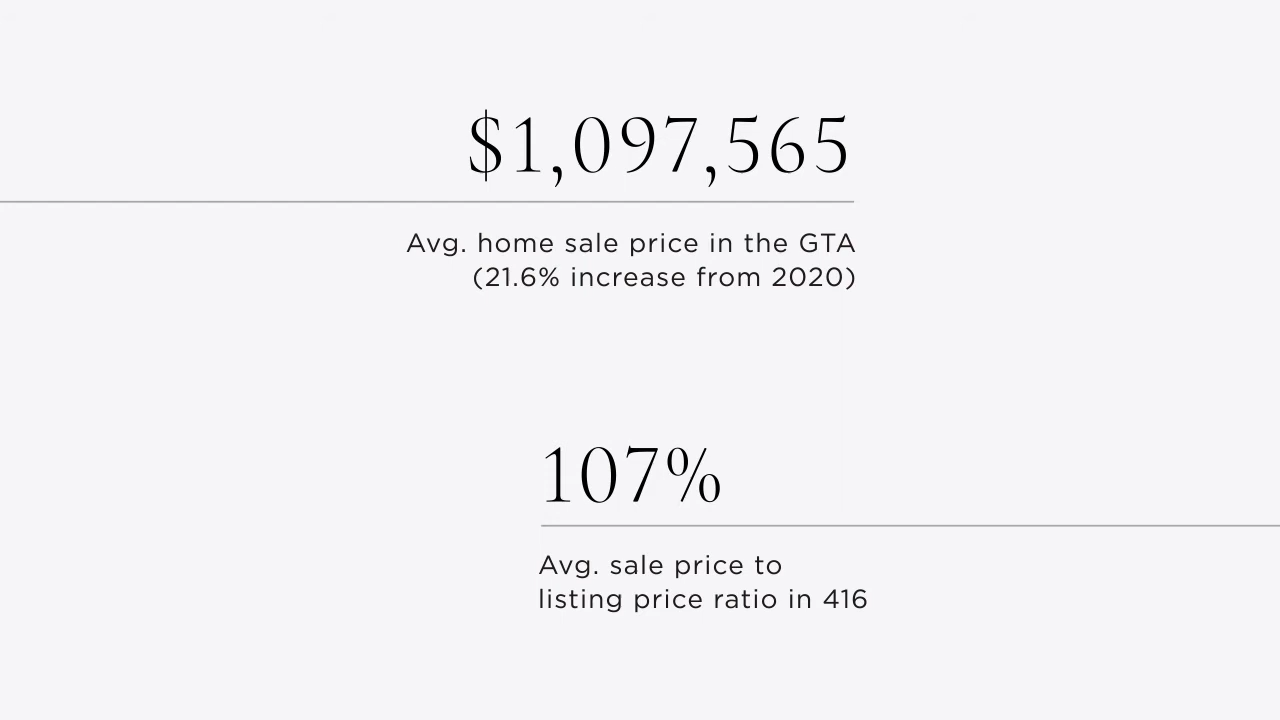 $1,097,565
Avg. home sale price in the GTA
(21.6% increase from 2020)
107%
Avg. sale price to
listing price ratio in 416